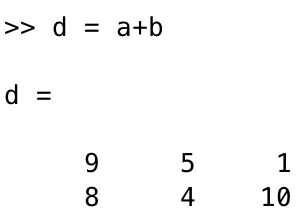 >> d = a+b
d =
9 5 1
8 4 10